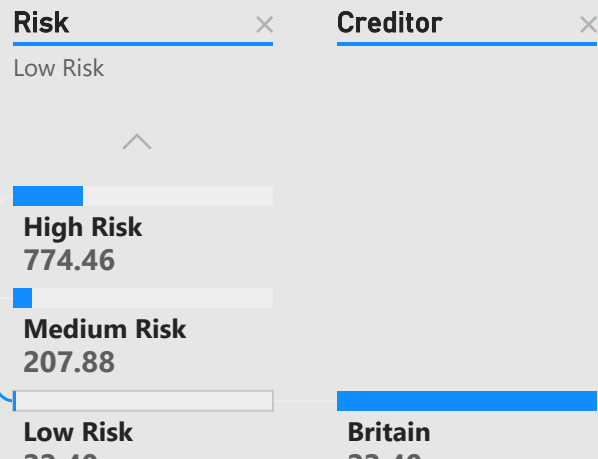 Risk
Creditor
Low Risk
High Risk
774.46
Medium Risk
207.88
Low Risk
Britain